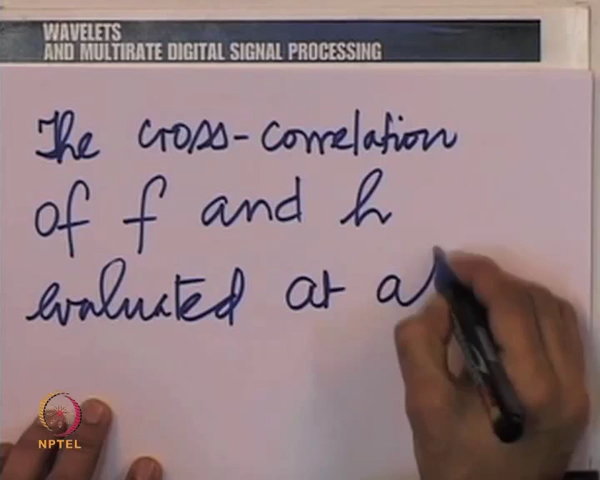 WAVELETS
AND MULTIRATE DIGITAL SIGNAL PROCESSING
The cross-correlation
of f and h
evaluated at a
NPTEL